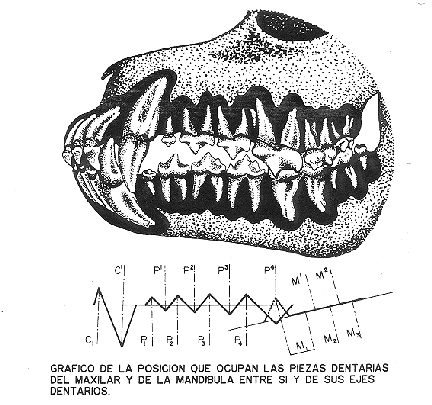 C¹ P¹ P² P³ P⁴ M¹ M²
C₁ P₁ P₂ P₃ P₄ M₁ M₂ M₃
GRAFICO DE LA POSICION QUE OCUPAN LAS PIEZAS DENTARIAS
DEL MAXILAR Y DE LA MANDIBULA ENTRE SI Y DE SUS EJES
DENTARIOS.